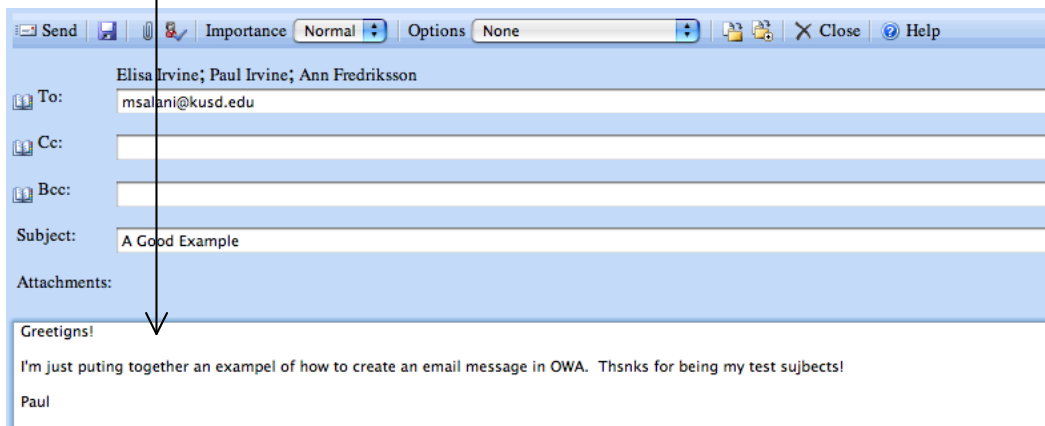 Send Importance Normal Options None Close Help
Elisa Irvine; Paul Irvine; Ann Fredriksson
To: msalani@kusd.edu
Cc:
Bcc:
Subject: A Good Example
Attachments:
Greetigns!
I'm just puting together an exampel of how to create an email message in OWA.  Thsnks for being my test sujbects!
Paul